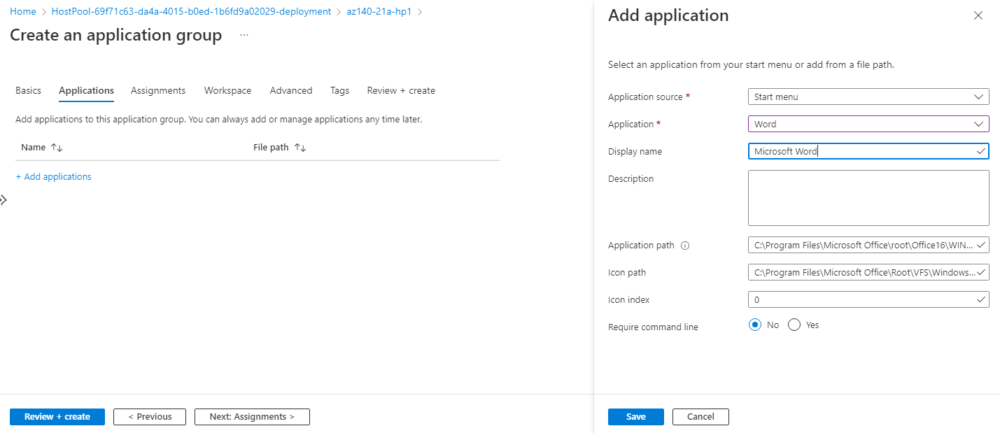 Home > HostPool-69f71c63-da4a-4015-b0ed-1b6fd9a02029-deployment > az140-21a-hp1 >
Create an application group ...
Basics Applications Assignments Workspace Advanced Tags Review + create
Add applications to this application group. You can always add or manage applications any time later.
Name ↑↓ File path ↑↓
+ Add applications
Review + create < Previous Next: Assignments >
Add application
Select an application from your start menu or add from a file path.
Application source * Start menu
Application * Word
Display name Microsoft Word
Description
Application path C:\Program Files\Microsoft Office\root\Office16\WIN...
Icon path C:\Program Files\Microsoft Office\Root\VFS\Windows...
Icon index 0
Require command line No Yes
Save Cancel